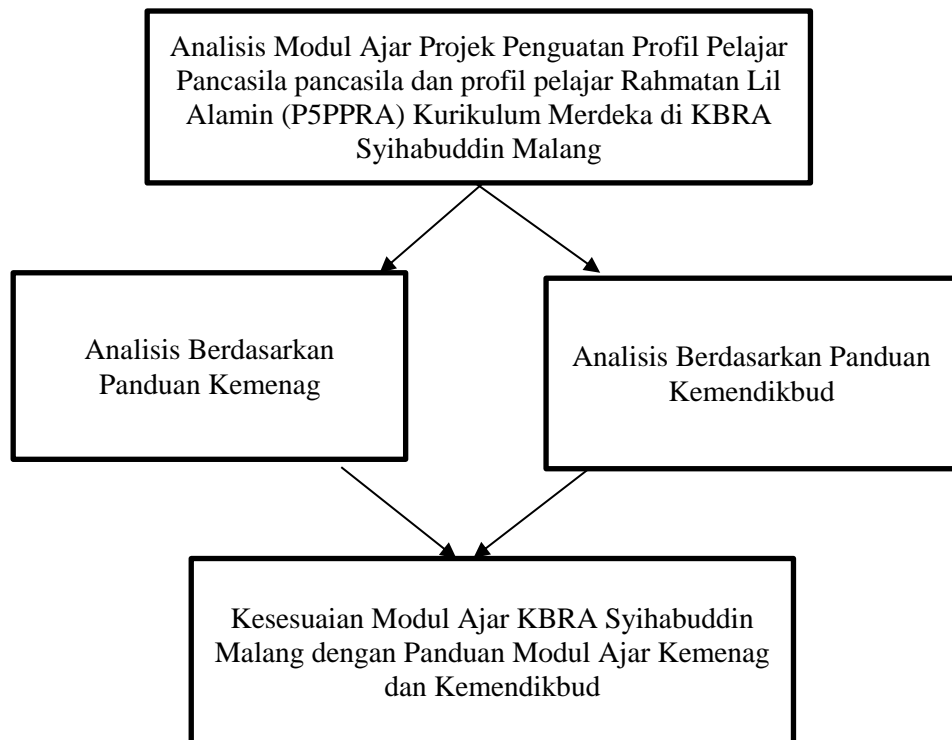 Analisis Modul Ajar Projek Penguatan Profil Pelajar
Pancasila pancasila dan profil pelajar Rahmatan Lil
Alamin (P5PPRA) Kurikulum Merdeka di KBRA
Syihabuddin Malang
Analisis Berdasarkan
Panduan Kemenag
Analisis Berdasarkan Panduan
Kemendikbud
Kesesuaian Modul Ajar KBRA Syihabuddin
Malang dengan Panduan Modul Ajar Kemenag
dan Kemendikbud